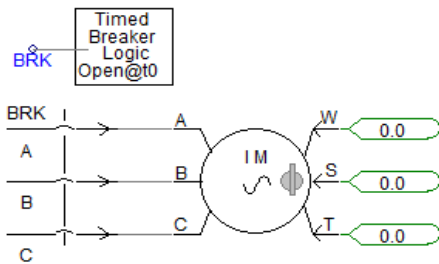 Timed
Breaker
Logic
Open@t0
BRK
BRK
A
B
C
A
B
C
I M
W
S
T
0.0
0.0
0.0